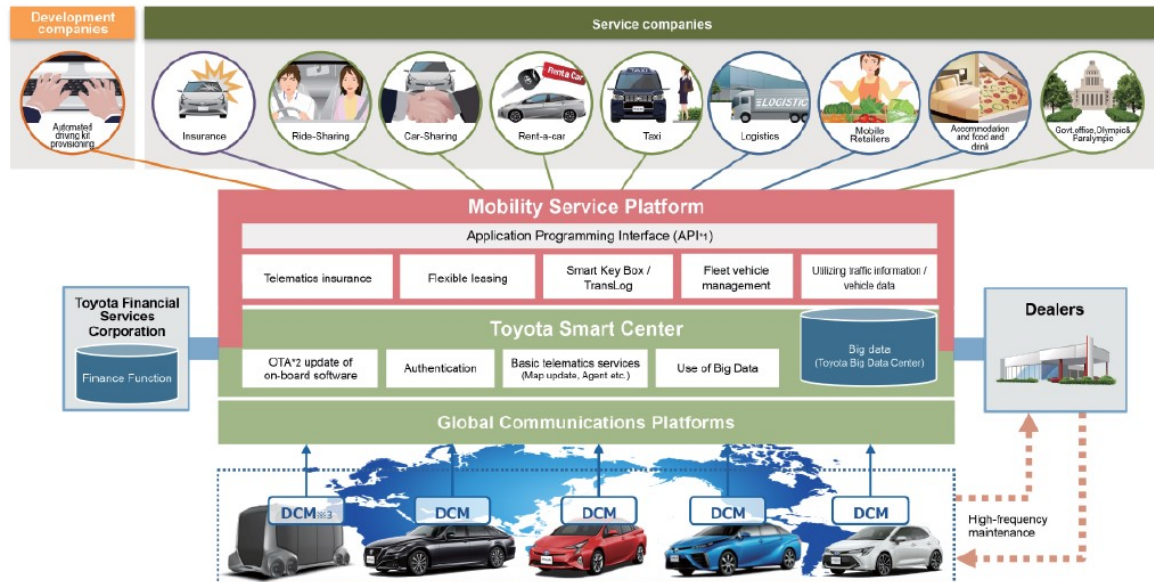 Development
companies
Service companies
Automated
driving kit
provisioning
Insurance
Ride-Sharing
Car-Sharing
Rent a Car
Rent-a-car
TAXI
Taxi
LOGISTIC
Logistics
Mobile
Retailers
Accommodation
and food and
drink
Govt. office, Olympic &
Paralympic
Mobility Service Platform
Application Programming Interface (API*1)
Telematics insurance
Flexible leasing
Smart Key Box /
TransLog
Fleet vehicle
management
Utilizing traffic information /
vehicle data
Toyota Financial
Services
Corporation
Finance Function
Toyota Smart Center
OTA*2 update of
on-board software
Authentication
Basic telematics services
(Map update, Agent etc.)
Use of Big Data
Big data
(Toyota Big Data Center)
Dealers
Global Communications Platforms
DCM※3
DCM
DCM
DCM
DCM
High-frequency
maintenance